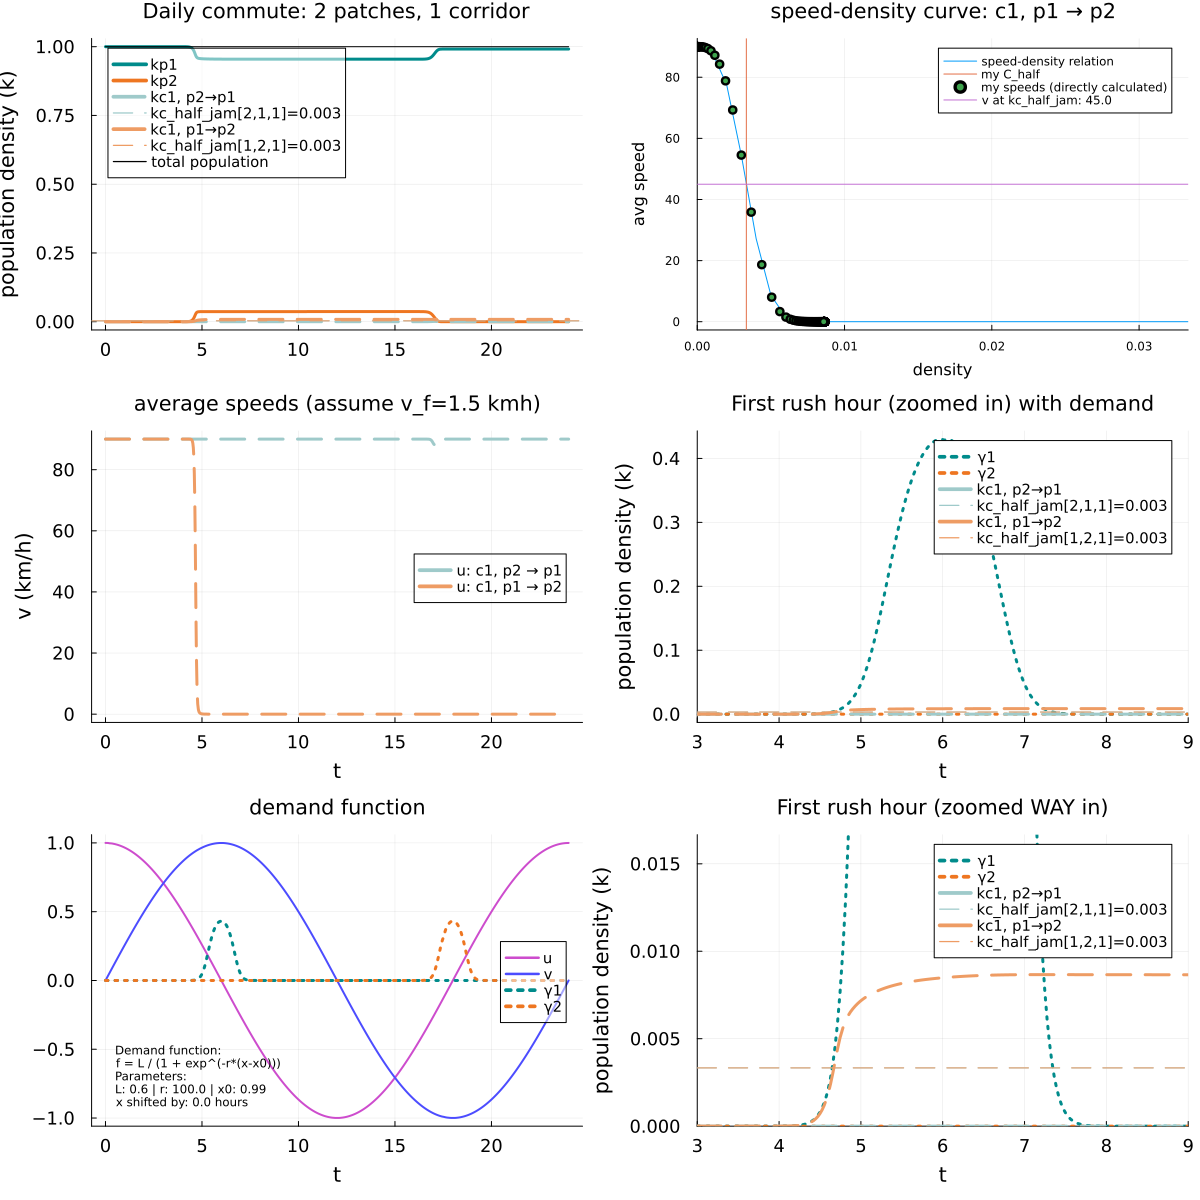 Daily commute: 2 patches, 1 corridor
population density (k)
1.00
0.75
0.50
0.25
0.00
0
5
10
15
20
kp1
kp2
kc1, p2→p1
kc_half_jam[2,1,1]=0.003
kc1, p1→p2
kc_half_jam[1,2,1]=0.003
total population
speed-density curve: c1, p1 → p2
avg speed
80
60
40
20
0
0.00
0.01
0.02
0.03
density
speed-density relation
my C_half
my speeds (directly calculated)
v at kc_half_jam: 45.0
average speeds (assume v_f=1.5 kmh)
v (km/h)
80
60
40
20
0
0
5
10
15
20
t
u: c1, p2 → p1
u: c1, p1 → p2
First rush hour (zoomed in) with demand
population density (k)
0.4
0.3
0.2
0.1
0.0
3
4
5
6
7
8
9
t
γ1
γ2
kc1, p2→p1
kc_half_jam[2,1,1]=0.003
kc1, p1→p2
kc_half_jam[1,2,1]=0.003
demand function
1.0
0.5
0.0
−0.5
−1.0
0
5
10
15
20
t
u
v
γ1
γ2
Demand function:
f = L / (1 + exp^(-r*(x-x0)))
Parameters:
L: 0.6 | r: 100.0 | x0: 0.99
x shifted by: 0.0 hours
First rush hour (zoomed WAY in)
population density (k)
0.015
0.010
0.005
0.000
3
4
5
6
7
8
9
t
γ1
γ2
kc1, p2→p1
kc_half_jam[2,1,1]=0.003
kc1, p1→p2
kc_half_jam[1,2,1]=0.003